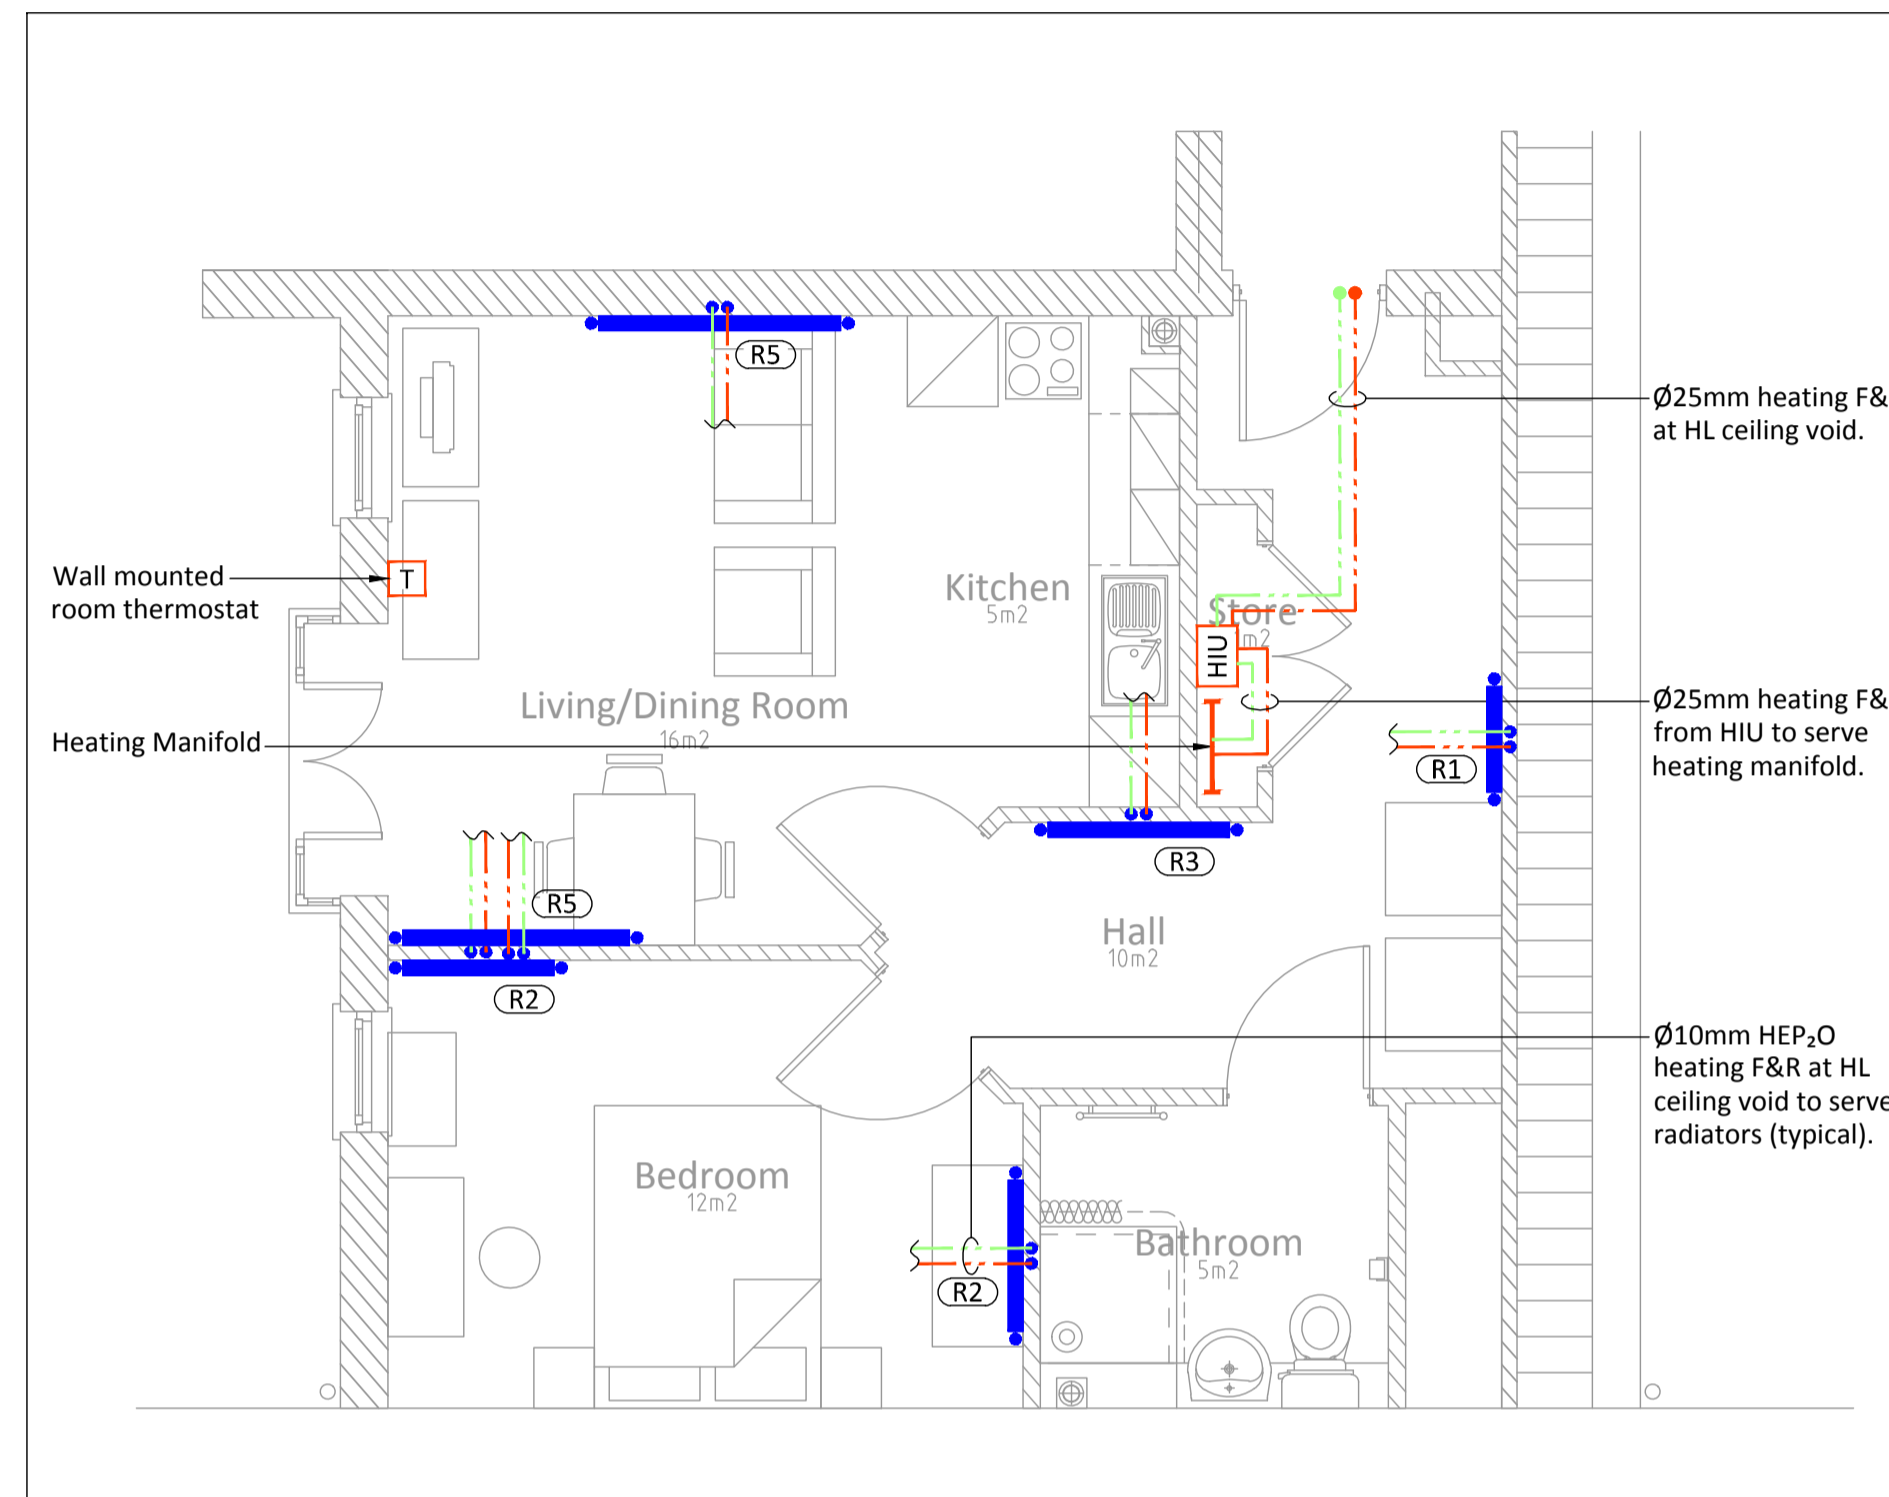 R5
Ø25mm heating F&
at HL ceiling void.
Wall mounted
room thermostat
T
Kitchen
5m2
Store
m2
HIU
Living/Dining Room
16m2
Heating Manifold
Ø25mm heating F&
from HIU to serve
heating manifold.
R1
R3
R5
Hall
10m2
R2
Ø10mm HEP₂O
heating F&R at HL
ceiling void to serve
radiators (typical).
Bedroom
12m2
Bathroom
5m2
R2